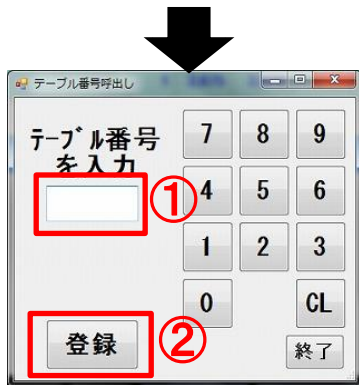 テーブル番号呼出し
ﾃｰﾌﾞﾙ番号
を入力
①
7 8 9
4 5 6
1 2 3
0 CL
登録
②
終了